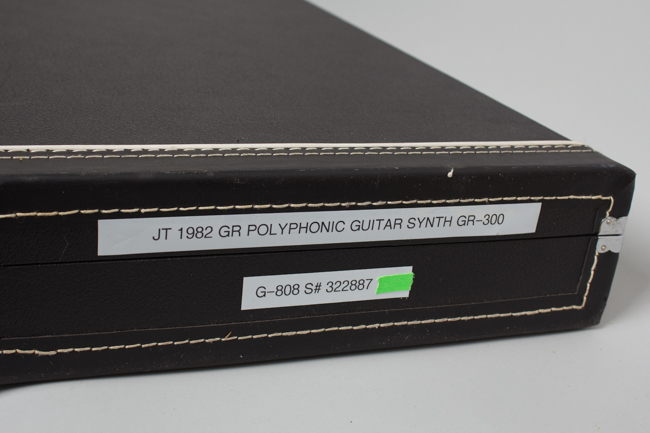 JT 1982 GR POLYPHONIC GUITAR SYNTH GR-300
G-808 S# 322887